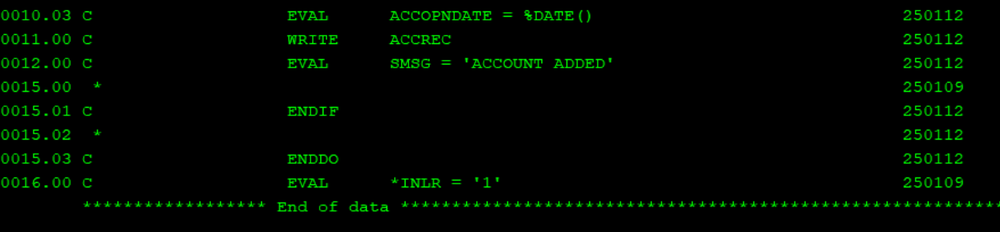 0010.03 C                   EVAL      ACCOPNDATE = %DATE()                              250112
0011.00 C                   WRITE     ACCREC                                            250112
0012.00 C                   EVAL      SMSG = 'ACCOUNT ADDED'                            250112
0015.00  *                                                                              250109
0015.01 C                   ENDIF                                                       250112
0015.02  *                                                                              250112
0015.03 C                   ENDDO                                                       250112
0016.00 C                   EVAL      *INLR = '1'                                       250109
****************** End of data ***********************************************************